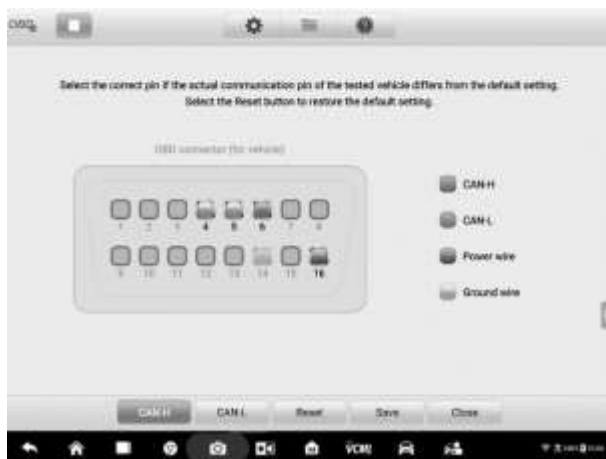 Select the correct pin if the actual communication pin of the tested vehicle differs from the default setting.
Select the Reset button to restore the default setting.
OBD connector (for vehicle)
CAN-H
CAN-L
Power wire
Ground wire
1 2 3 4 5 6 7 8
9 10 11 12 13 14 15 16
CAN-H CAN-L Reset Save Close
VCMI